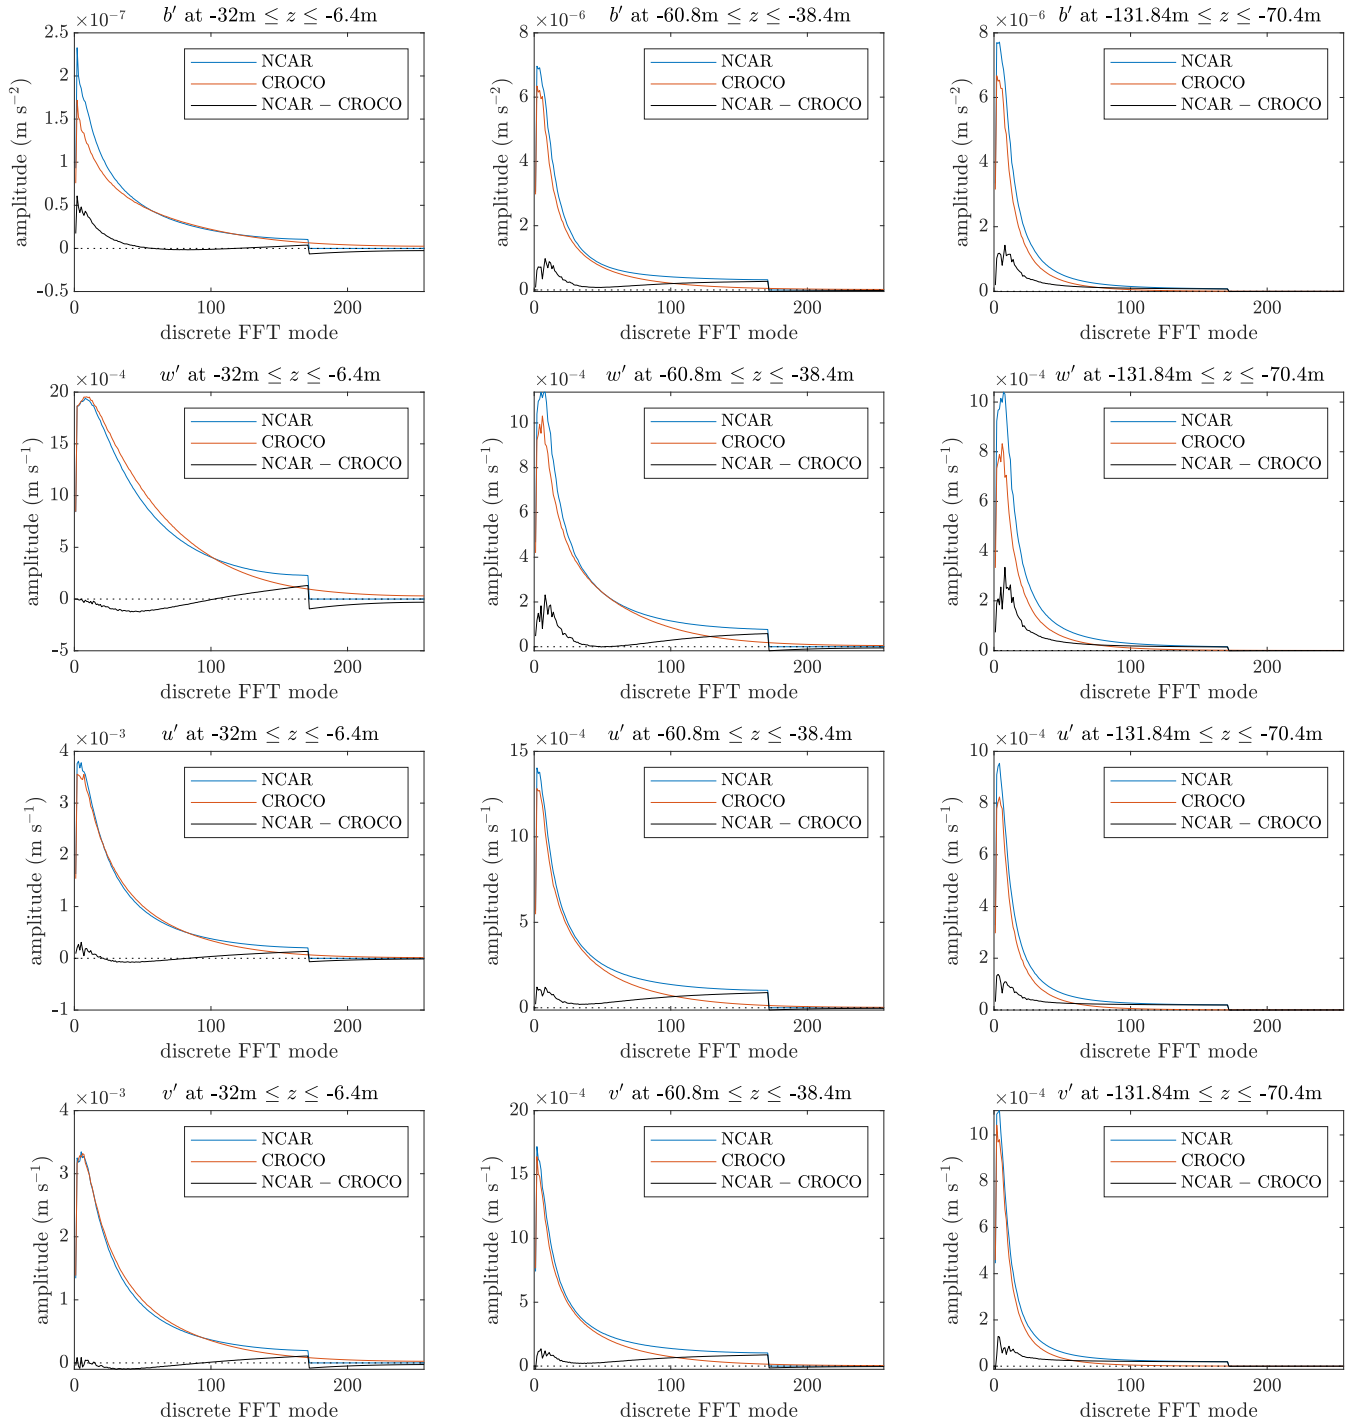 b′ at -32m ≤ z ≤ -6.4m
×10⁻⁷
2.5
2
1.5
1
0.5
0
-0.5
amplitude (m s⁻²)
NCAR
CROCO
NCAR − CROCO
0 100 200
discrete FFT mode
b′ at -60.8m ≤ z ≤ -38.4m
×10⁻⁶
8
6
4
2
0
amplitude (m s⁻²)
NCAR
CROCO
NCAR − CROCO
0 100 200
discrete FFT mode
b′ at -131.84m ≤ z ≤ -70.4m
×10⁻⁶
8
6
4
2
0
amplitude (m s⁻²)
NCAR
CROCO
NCAR − CROCO
0 100 200
discrete FFT mode
w′ at -32m ≤ z ≤ -6.4m
×10⁻⁴
20
15
10
5
0
-5
amplitude (m s⁻¹)
NCAR
CROCO
NCAR − CROCO
0 100 200
discrete FFT mode
w′ at -60.8m ≤ z ≤ -38.4m
×10⁻⁴
10
8
6
4
2
0
amplitude (m s⁻¹)
NCAR
CROCO
NCAR − CROCO
0 100 200
discrete FFT mode
w′ at -131.84m ≤ z ≤ -70.4m
×10⁻⁴
10
8
6
4
2
0
amplitude (m s⁻¹)
NCAR
CROCO
NCAR − CROCO
0 100 200
discrete FFT mode
u′ at -32m ≤ z ≤ -6.4m
×10⁻³
4
3
2
1
0
-1
amplitude (m s⁻¹)
NCAR
CROCO
NCAR − CROCO
0 100 200
discrete FFT mode
u′ at -60.8m ≤ z ≤ -38.4m
×10⁻⁴
15
10
5
0
amplitude (m s⁻¹)
NCAR
CROCO
NCAR − CROCO
0 100 200
discrete FFT mode
u′ at -131.84m ≤ z ≤ -70.4m
×10⁻⁴
10
8
6
4
2
0
amplitude (m s⁻¹)
NCAR
CROCO
NCAR − CROCO
0 100 200
discrete FFT mode
v′ at -32m ≤ z ≤ -6.4m
×10⁻³
4
3
2
1
0
amplitude (m s⁻¹)
NCAR
CROCO
NCAR − CROCO
0 100 200
discrete FFT mode
v′ at -60.8m ≤ z ≤ -38.4m
×10⁻⁴
20
15
10
5
0
amplitude (m s⁻¹)
NCAR
CROCO
NCAR − CROCO
0 100 200
discrete FFT mode
v′ at -131.84m ≤ z ≤ -70.4m
×10⁻⁴
10
8
6
4
2
0
amplitude (m s⁻¹)
NCAR
CROCO
NCAR − CROCO
0 100 200
discrete FFT mode